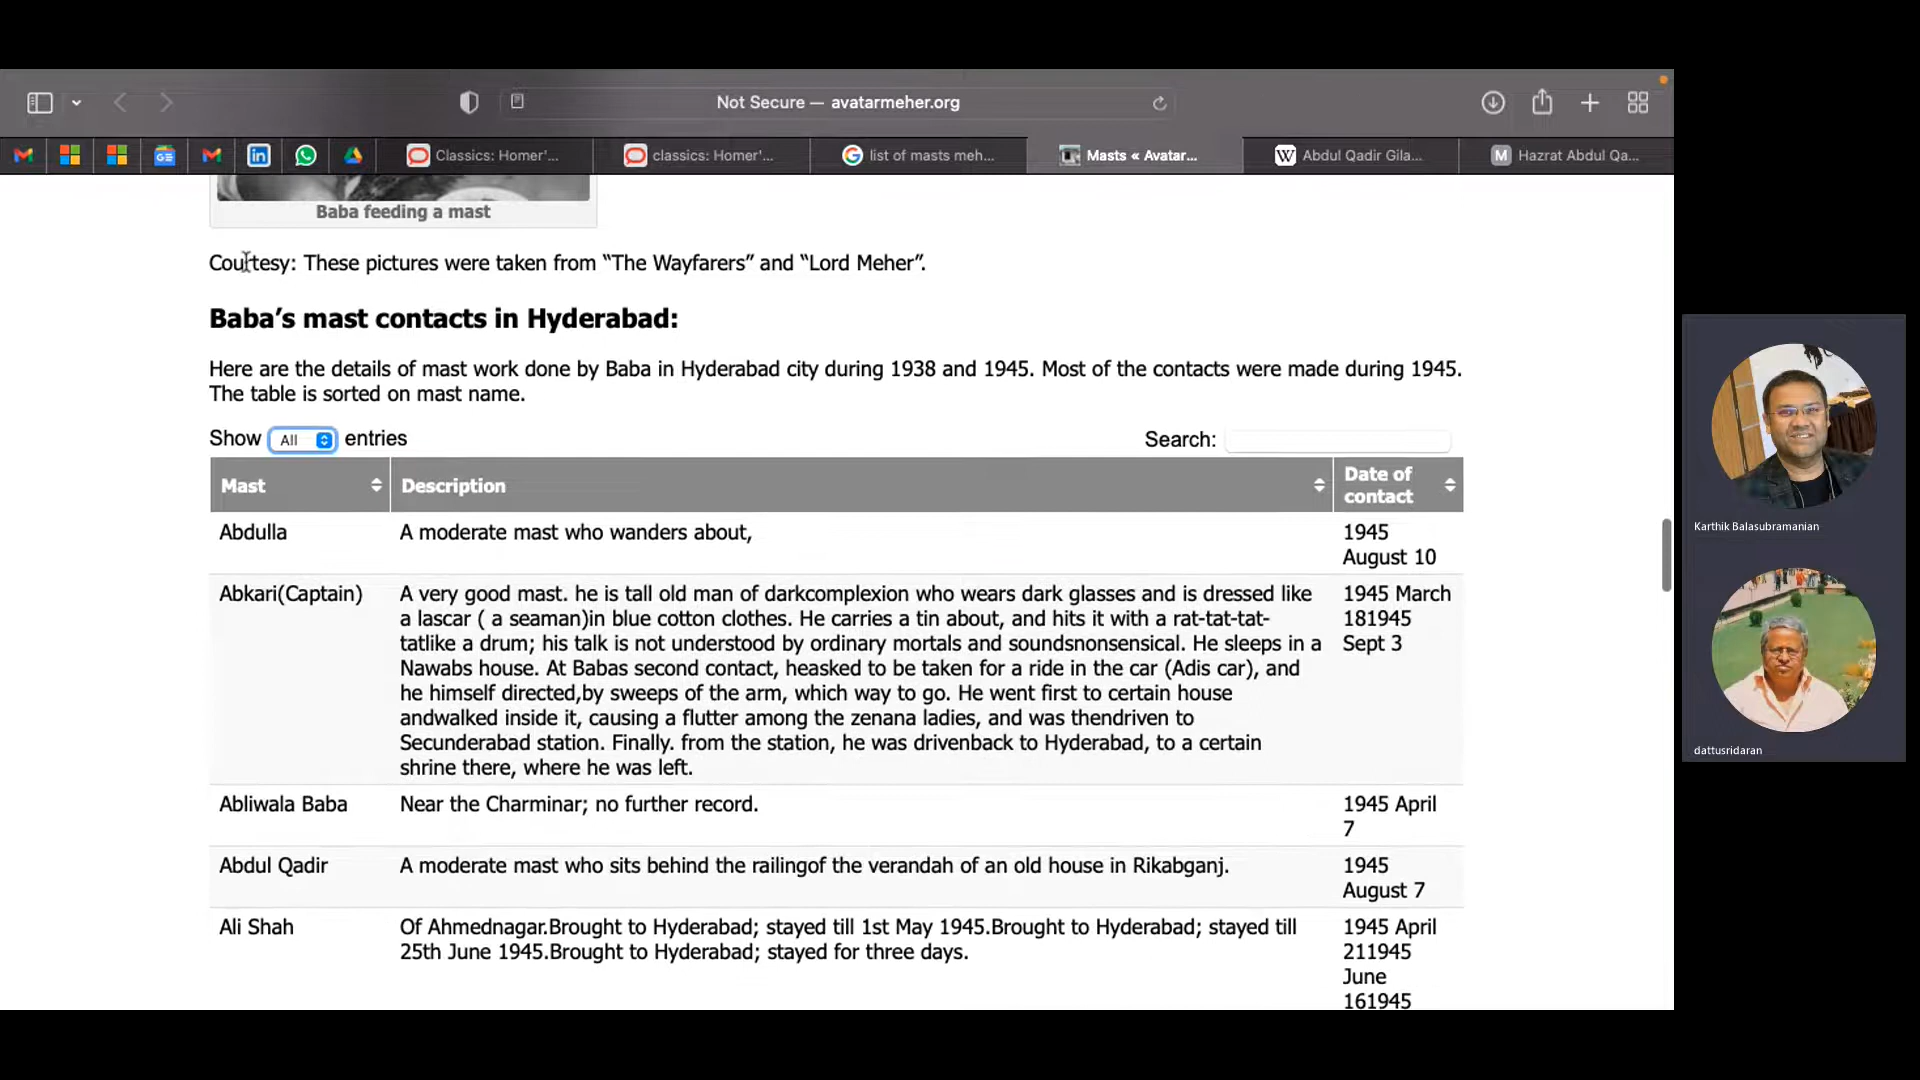 Not Secure — avatarmeher.org
Classics: Homer'...
classics: Homer'...
list of masts meh...
Masts « Avatar...
Abdul Qadir Gila...
Hazrat Abdul Qa...
Baba feeding a mast
Courtesy: These pictures were taken from “The Wayfarers” and “Lord Meher”.
Baba’s mast contacts in Hyderabad:
Here are the details of mast work done by Baba in Hyderabad city during 1938 and 1945. Most of the contacts were made during 1945.
The table is sorted on mast name.
Show All entries
Search:
Mast
Description
Date of
contact
Abdulla
A moderate mast who wanders about,
1945
August 10
Abkari(Captain)
A very good mast. he is tall old man of darkcomplexion who wears dark glasses and is dressed like
a lascar ( a seaman)in blue cotton clothes. He carries a tin about, and hits it with a rat-tat-tat-
tatlike a drum; his talk is not understood by ordinary mortals and soundsnonsensical. He sleeps in a
Nawabs house. At Babas second contact, heasked to be taken for a ride in the car (Adis car), and
he himself directed,by sweeps of the arm, which way to go. He went first to certain house
andwalked inside it, causing a flutter among the zenana ladies, and was thendriven to
Secunderabad station. Finally. from the station, he was drivenback to Hyderabad, to a certain
shrine there, where he was left.
1945 March
181945
Sept 3
Abliwala Baba
Near the Charminar; no further record.
1945 April
7
Abdul Qadir
A moderate mast who sits behind the railingof the verandah of an old house in Rikabganj.
1945
August 7
Ali Shah
Of Ahmednagar.Brought to Hyderabad; stayed till 1st May 1945.Brought to Hyderabad; stayed till
25th June 1945.Brought to Hyderabad; stayed for three days.
1945 April
211945
June
161945
Karthik Balasubramanian
dattusridaran